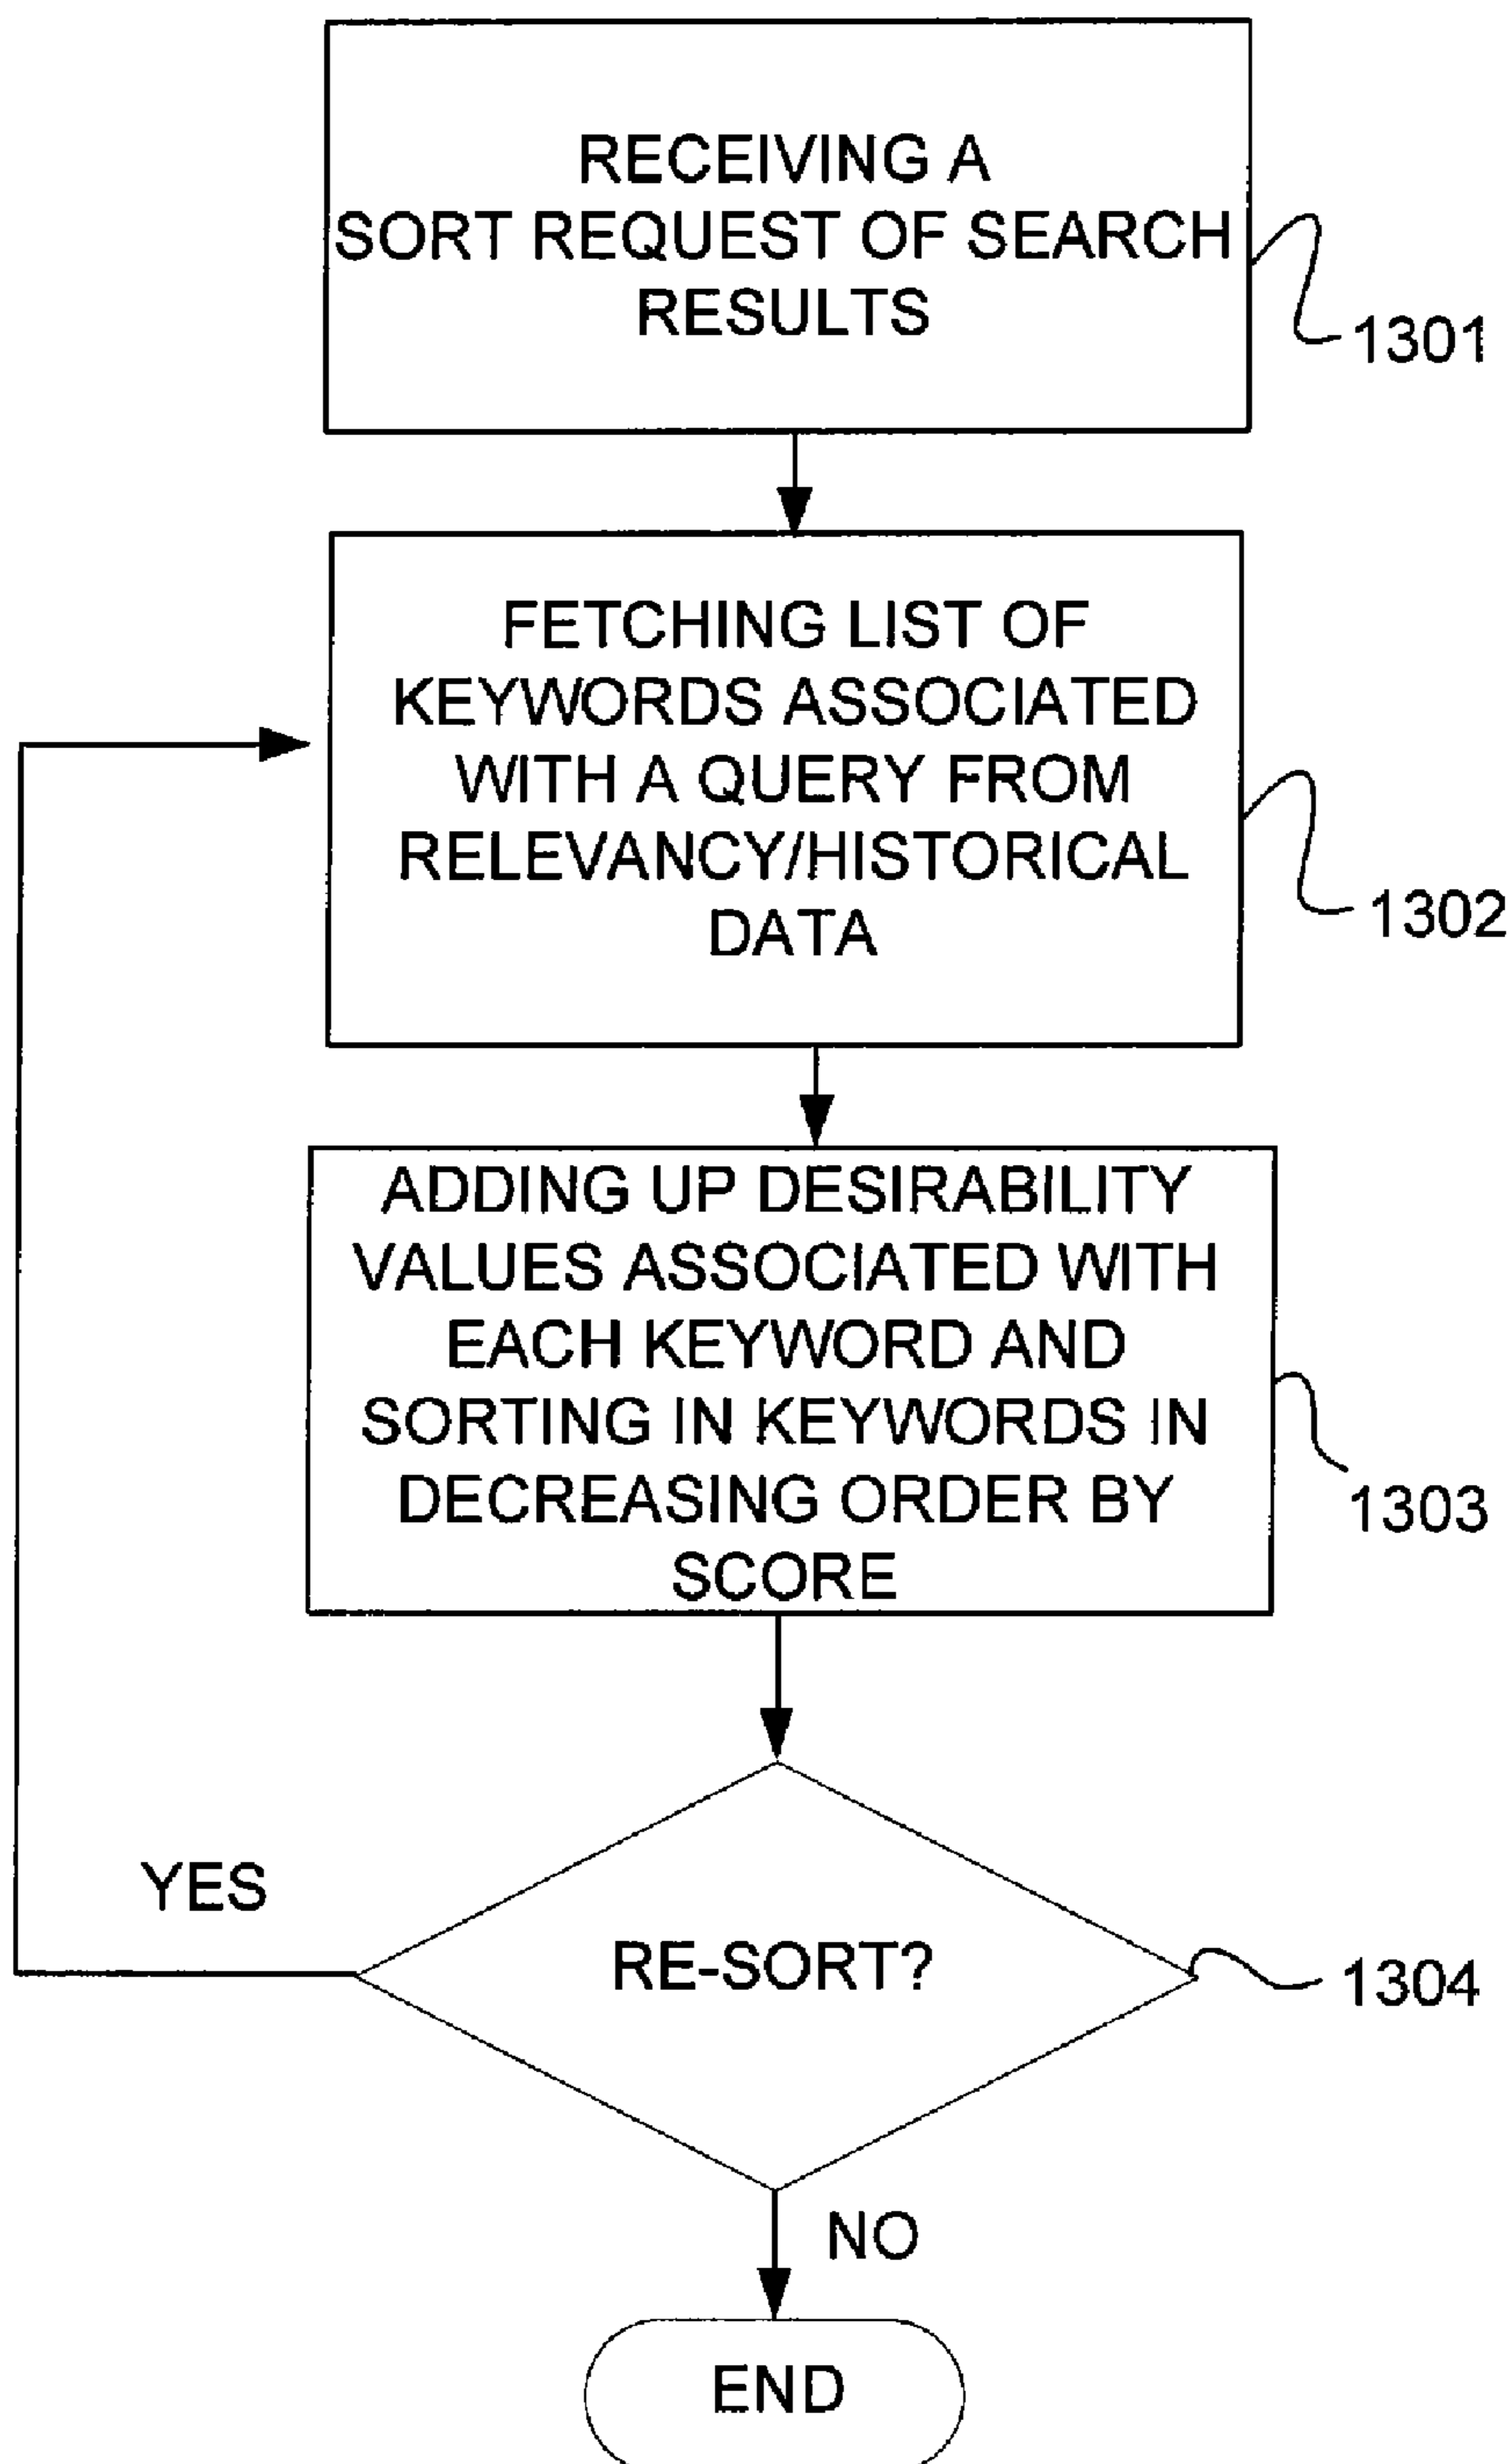 RECEIVING A
SORT REQUEST OF SEARCH
RESULTS
1301
FETCHING LIST OF
KEYWORDS ASSOCIATED
WITH A QUERY FROM
RELEVANCY/HISTORICAL
DATA
1302
ADDING UP DESIRABILITY
VALUES ASSOCIATED WITH
EACH KEYWORD AND
SORTING IN KEYWORDS IN
DECREASING ORDER BY
SCORE
1303
YES
RE-SORT?
1304
NO
END